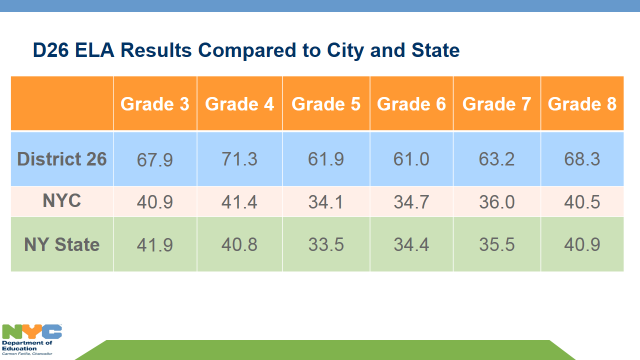 D26 ELA Results Compared to City and State
Grade 3 Grade 4 Grade 5 Grade 6 Grade 7 Grade 8
District 26 67.9 71.3 61.9 61.0 63.2 68.3
NYC 40.9 41.4 34.1 34.7 36.0 40.5
NY State 41.9 40.8 33.5 34.4 35.5 40.9
NYC
Department of
Education
Carmen Fariña, Chancellor